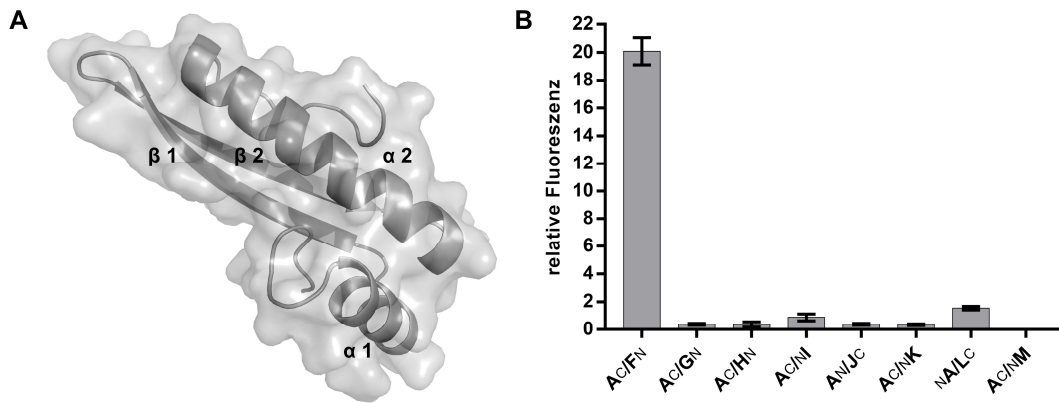 A
β 1
β 2
α 2
α 1
B
relative Fluoreszenz
22
20
18
16
14
12
10
8
6
4
2
0
AC/FN
AC/GN
AC/HN
AC/NI
AN/JC
AC/NK
NA/LC
AC/NM